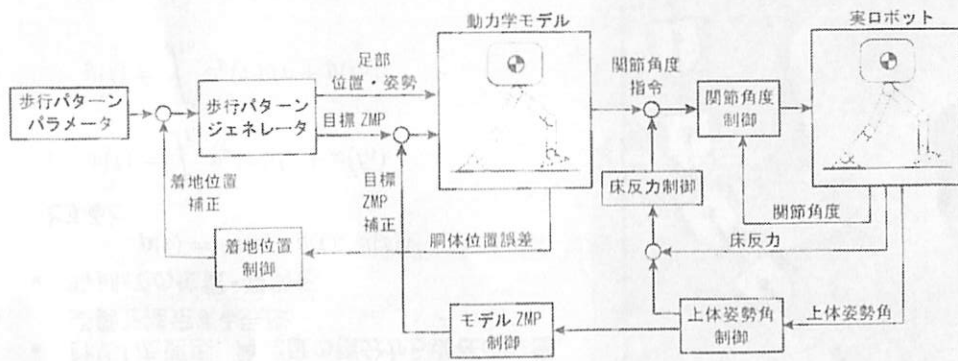 動力学モデル
実ロボット
足部
位置・姿勢
関節角度
指令
歩行パターン
パラメータ
歩行パターン
ジェネレータ
目標 ZMP
関節角度
制御
着地位置
補正
目標
ZMP
補正
床反力制御
関節角度
着地位置
制御
胴体位置誤差
床反力
モデル ZMP
制御
上体姿勢角
制御
上体姿勢角